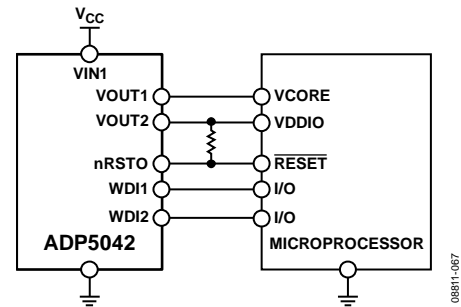 VCC
VIN1
VOUT1
VCORE
VOUT2
VDDIO
nRSTO
RESET
WDI1
I/O
WDI2
I/O
ADP5042
MICROPROCESSOR
08811-067